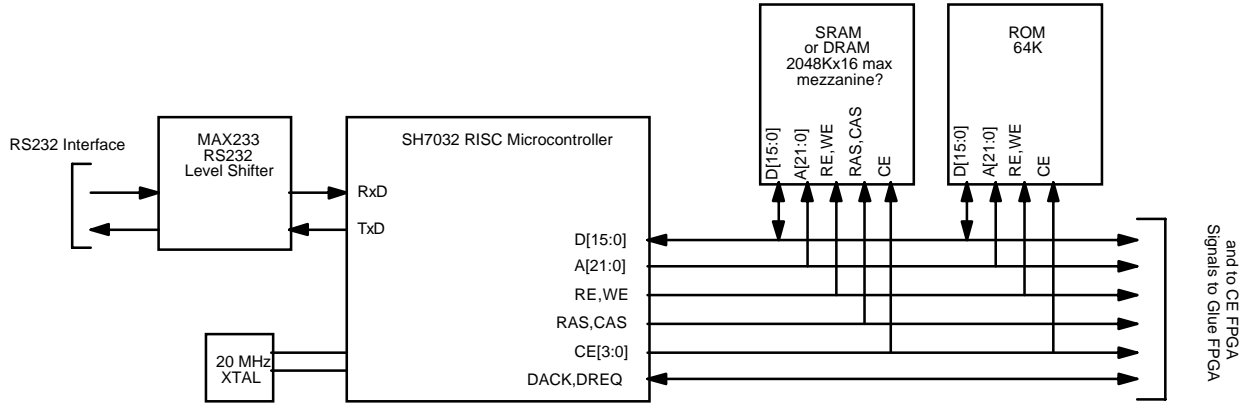 RS232 Interface
MAX233
RS232
Level Shifter
SH7032 RISC Microcontroller
RxD
TxD
D[15:0]
A[21:0]
RE,WE
RAS,CAS
CE[3:0]
DACK,DREQ
20 MHz
XTAL
SRAM
or DRAM
2048Kx16 max
mezzanine?
D[15:0]
A[21:0]
RE,WE
RAS,CAS
CE
ROM
64K
D[15:0]
A[21:0]
RE,WE
CE
Signals to Glue FPGA
and to CE FPGA